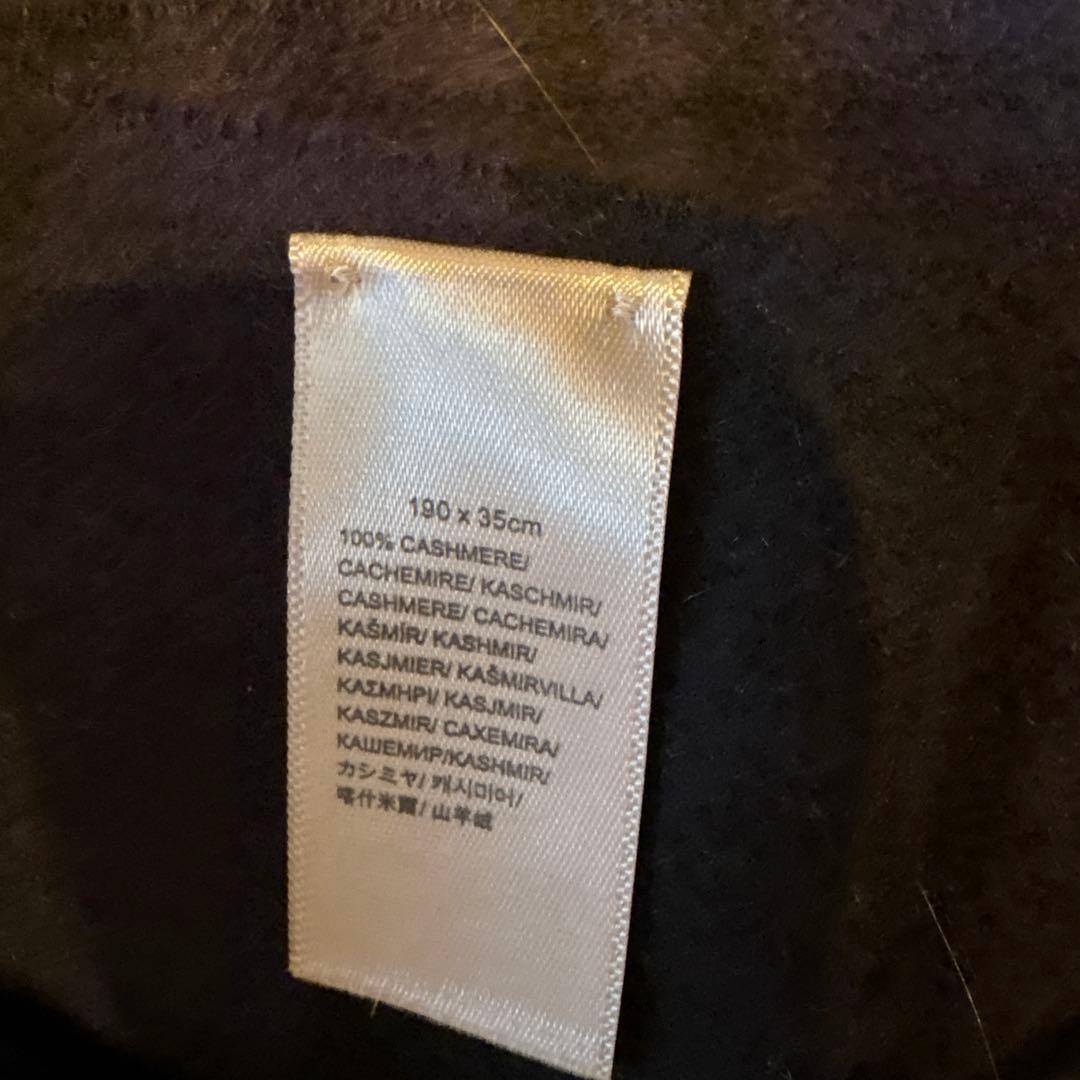 190 x 35cm
100% CASHMERE/
CACHEMIRE/ KASCHMIR/
CASHMERE/ CACHEMIRA/
KAŠMÍR/ KASHMIR/
KASJMIER/ KAŠMIRVILLA/
ΚΑΣΜΗΡΙ/ KASJMIR/
KASZMIR/ CAXEMIRA/
КАШЕМИР/KASHMIR/
カシミヤ/ 캐시미어/
喀什米爾/ 山羊絨